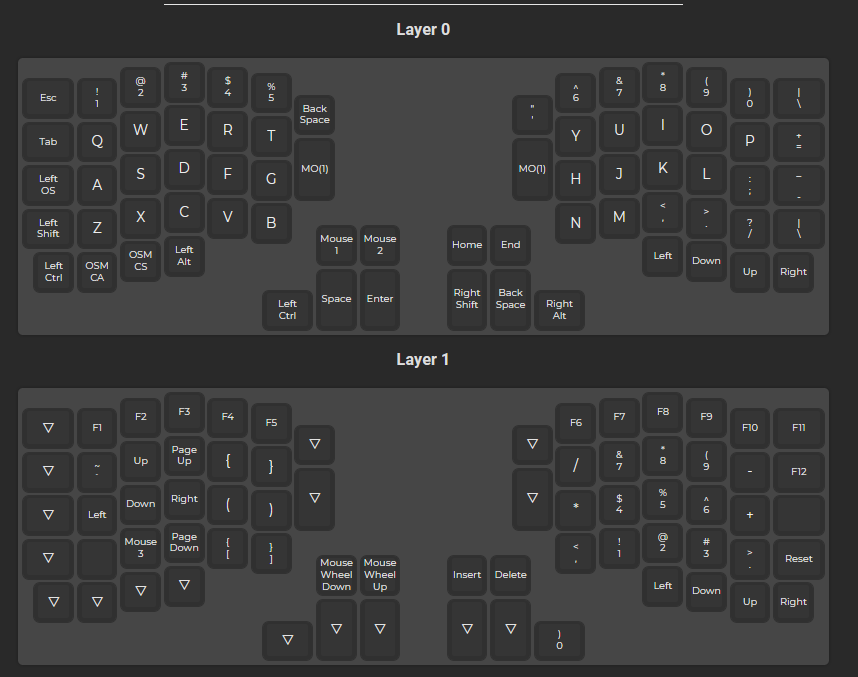 Layer 0
Esc ! 1 @ 2 # 3 $ 4 % 5 Back Space " ' ^ 6 & 7 * 8 ( 9 ) 0 | \
Tab Q W E R T MO(1) MO(1) Y U I O P + =
Left OS A S D F G H J K L : ; _ -
Left Shift Z X C V B N M < , > . ? / | \
Left Ctrl OSM CA OSM CS Left Alt Mouse 1 Mouse 2 Home End Left Down Up Right
Left Ctrl Space Enter Right Shift Back Space Right Alt
Layer 1
▽ F1 F2 F3 F4 F5 ▽ ▽ F6 F7 F8 F9 F10 F11
▽ ~ ` Up Page Up { } ▽ ▽ / & 7 * 8 ( 9 - F12
▽ Left Down Right ( ) * $ 4 % 5 ^ 6 +
▽ Mouse 3 Page Down { [ } ] < , ! 1 @ 2 # 3 > . Reset
▽ ▽ ▽ ▽ Mouse Wheel Down Mouse Wheel Up Insert Delete Left Down Up Right
▽ ▽ ▽ ▽ ▽ ) 0